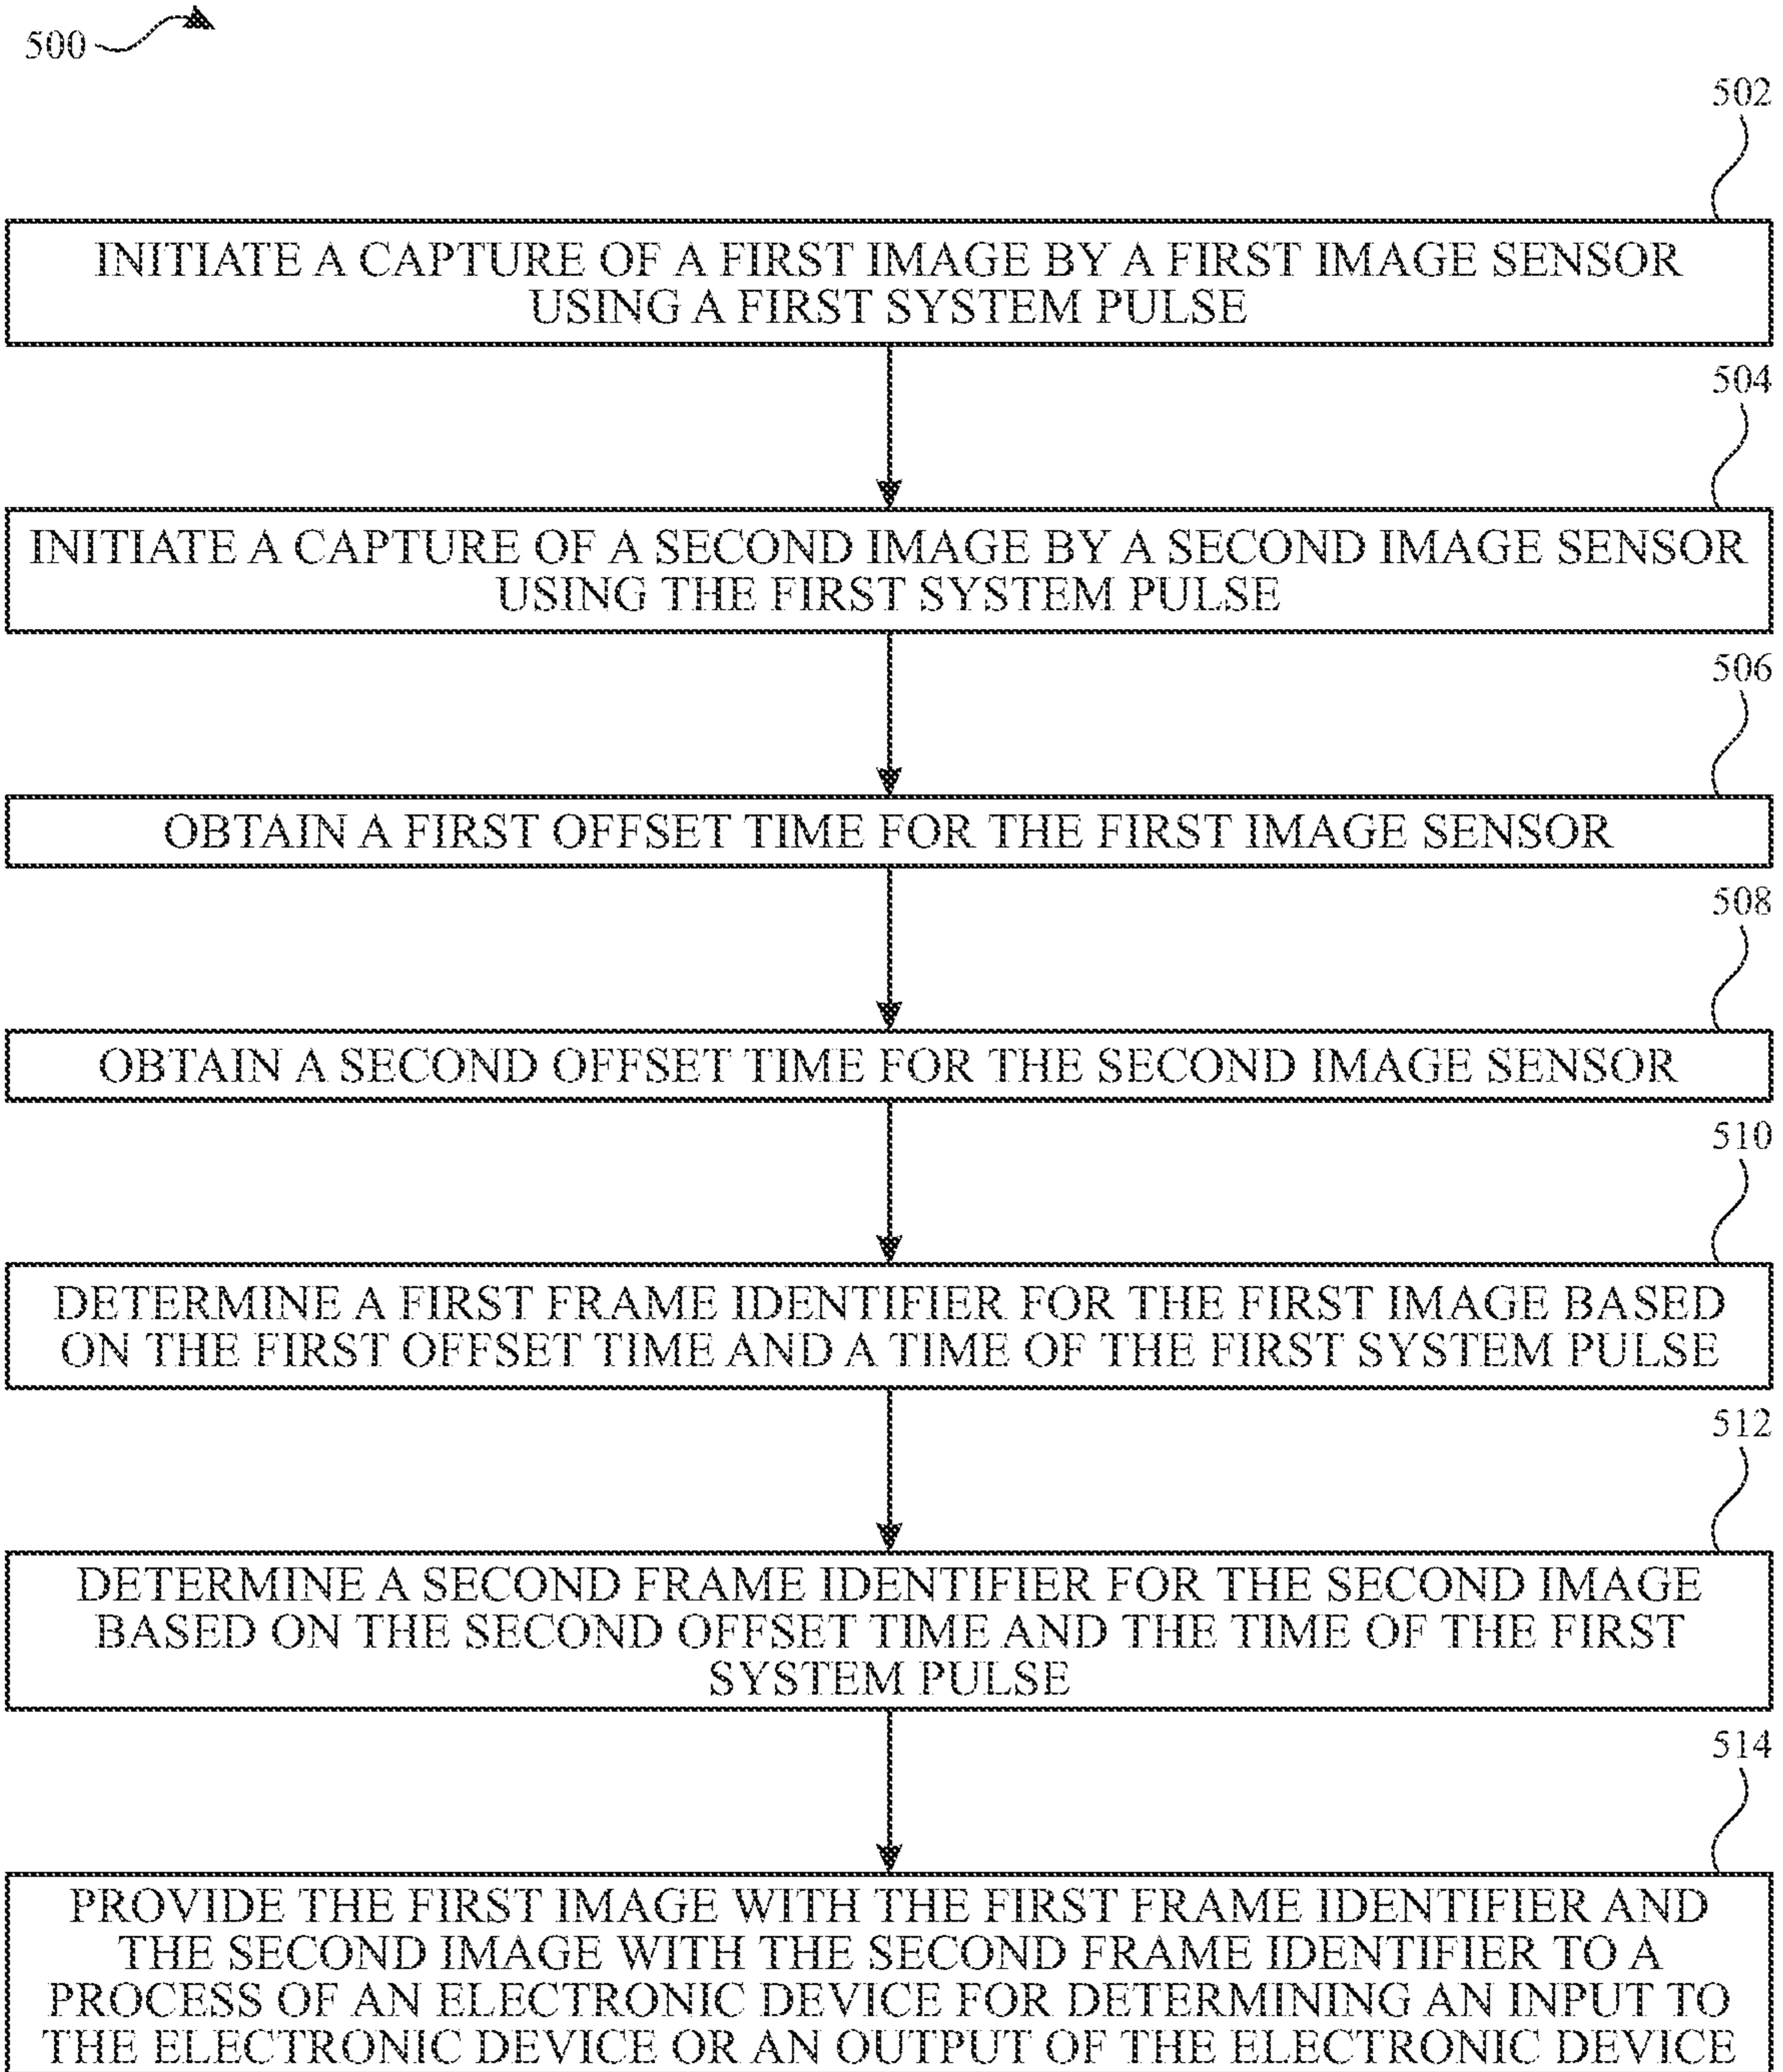 500
502
INITIATE A CAPTURE OF A FIRST IMAGE BY A FIRST IMAGE SENSOR
USING A FIRST SYSTEM PULSE
504
INITIATE A CAPTURE OF A SECOND IMAGE BY A SECOND IMAGE SENSOR
USING THE FIRST SYSTEM PULSE
506
OBTAIN A FIRST OFFSET TIME FOR THE FIRST IMAGE SENSOR
508
OBTAIN A SECOND OFFSET TIME FOR THE SECOND IMAGE SENSOR
510
DETERMINE A FIRST FRAME IDENTIFIER FOR THE FIRST IMAGE BASED
ON THE FIRST OFFSET TIME AND A TIME OF THE FIRST SYSTEM PULSE
512
DETERMINE A SECOND FRAME IDENTIFIER FOR THE SECOND IMAGE
BASED ON THE SECOND OFFSET TIME AND THE TIME OF THE FIRST
SYSTEM PULSE
514
PROVIDE THE FIRST IMAGE WITH THE FIRST FRAME IDENTIFIER AND
THE SECOND IMAGE WITH THE SECOND FRAME IDENTIFIER TO A
PROCESS OF AN ELECTRONIC DEVICE FOR DETERMINING AN INPUT TO
THE ELECTRONIC DEVICE OR AN OUTPUT OF THE ELECTRONIC DEVICE